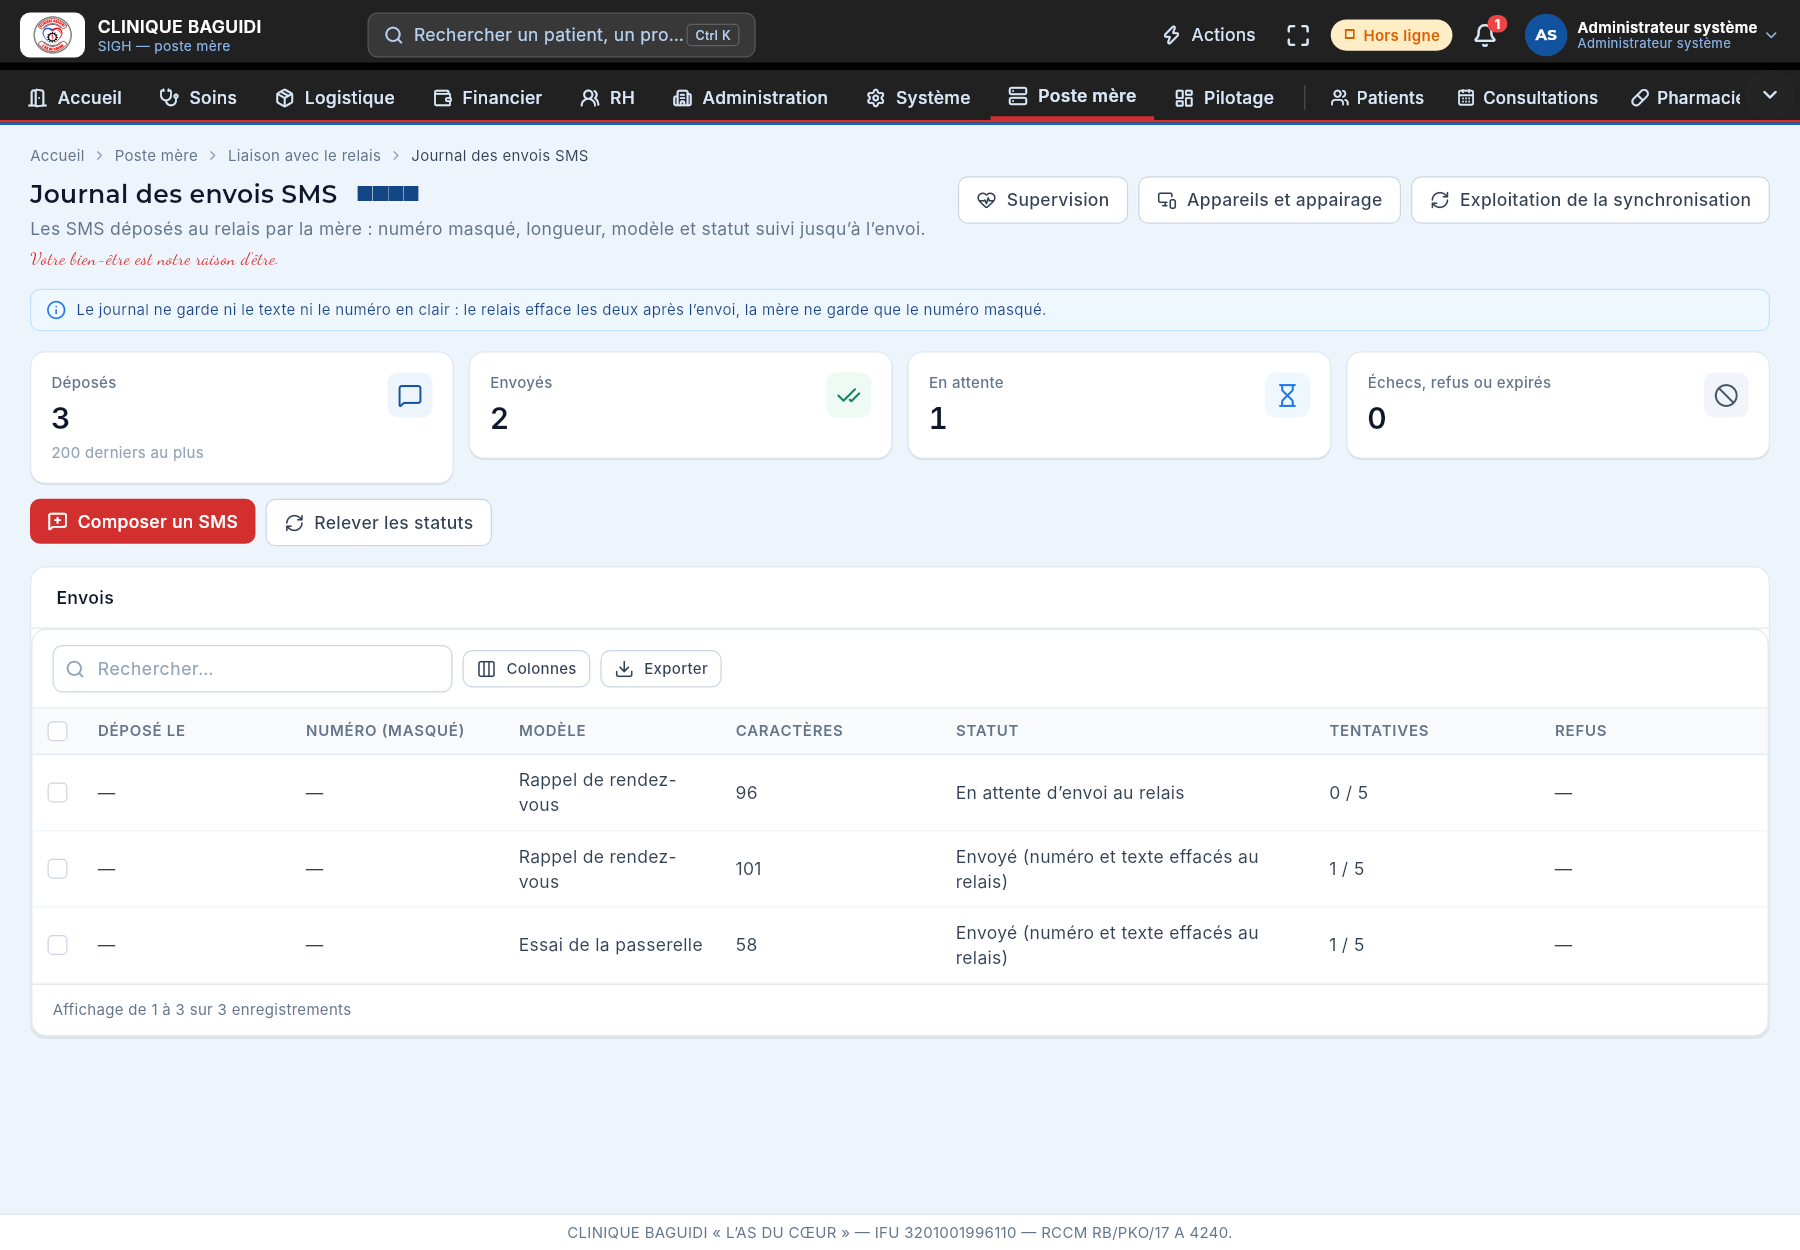 CLINIQUE BAGUIDI
SIGH — poste mère
Rechercher un patient, un pro... Ctrl K
Actions
Hors ligne
1
AS
Administrateur système
Administrateur système
Accueil Soins Logistique Financier RH Administration Système Poste mère Pilotage Patients Consultations Pharmacie
Accueil > Poste mère > Liaison avec le relais > Journal des envois SMS
Journal des envois SMS
Supervision Appareils et appairage Exploitation de la synchronisation
Les SMS déposés au relais par la mère : numéro masqué, longueur, modèle et statut suivi jusqu’à l’envoi.
Votre bien-être est notre raison d'être.
Le journal ne garde ni le texte ni le numéro en clair : le relais efface les deux après l’envoi, la mère ne garde que le numéro masqué.
Déposés
3
200 derniers au plus
Envoyés
2
En attente
1
Échecs, refus ou expirés
0
Composer un SMS Relever les statuts
Envois
Rechercher... Colonnes Exporter
DÉPOSÉ LE NUMÉRO (MASQUÉ) MODÈLE CARACTÈRES STATUT TENTATIVES REFUS
— — Rappel de rendez-vous 96 En attente d’envoi au relais 0 / 5 —
— — Rappel de rendez-vous 101 Envoyé (numéro et texte effacés au relais) 1 / 5 —
— — Essai de la passerelle 58 Envoyé (numéro et texte effacés au relais) 1 / 5 —
Affichage de 1 à 3 sur 3 enregistrements
CLINIQUE BAGUIDI « L’AS DU CŒUR » — IFU 3201001996110 — RCCM RB/PKO/17 A 4240.